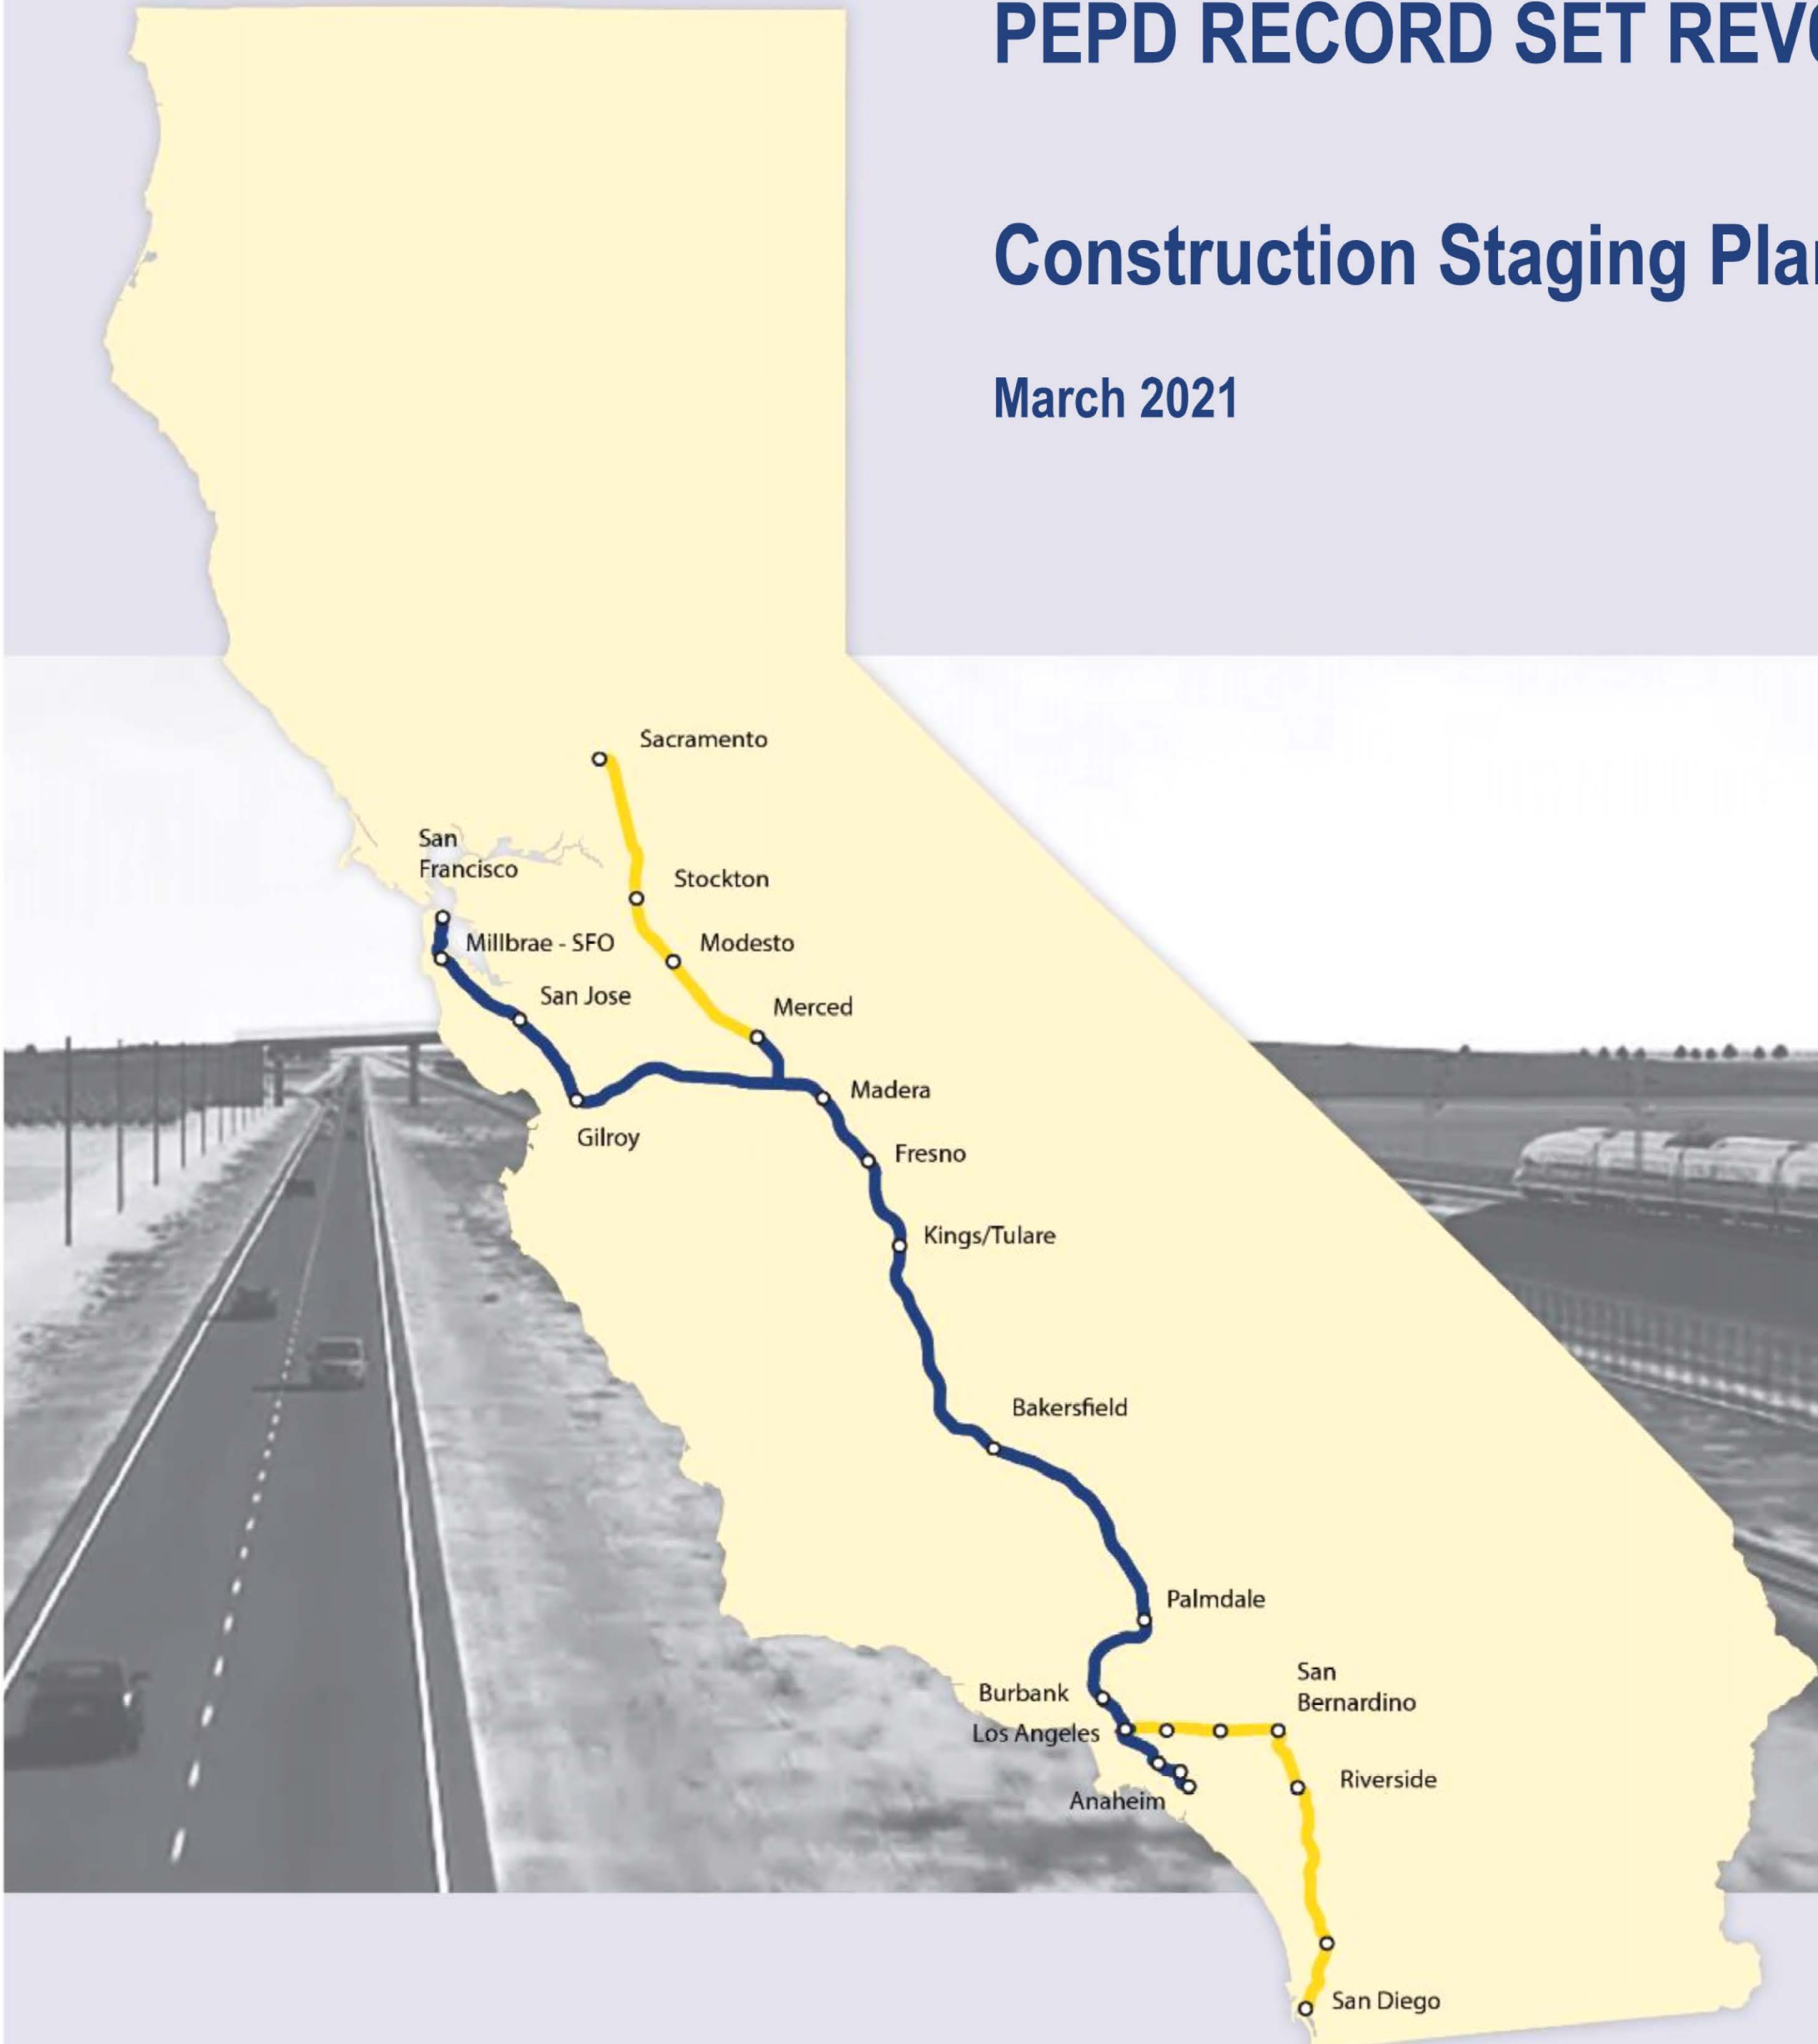 PEPD RECORD SET REV
Construction Staging Plan
March 2021
Sacramento
San
Francisco
Stockton
Millbrae - SFO
Modesto
San Jose
Merced
Madera
Gilroy
Fresno
Kings/Tulare
Bakersfield
Palmdale
San
Bernardino
Burbank
Los Angeles
Riverside
Anaheim
San Diego